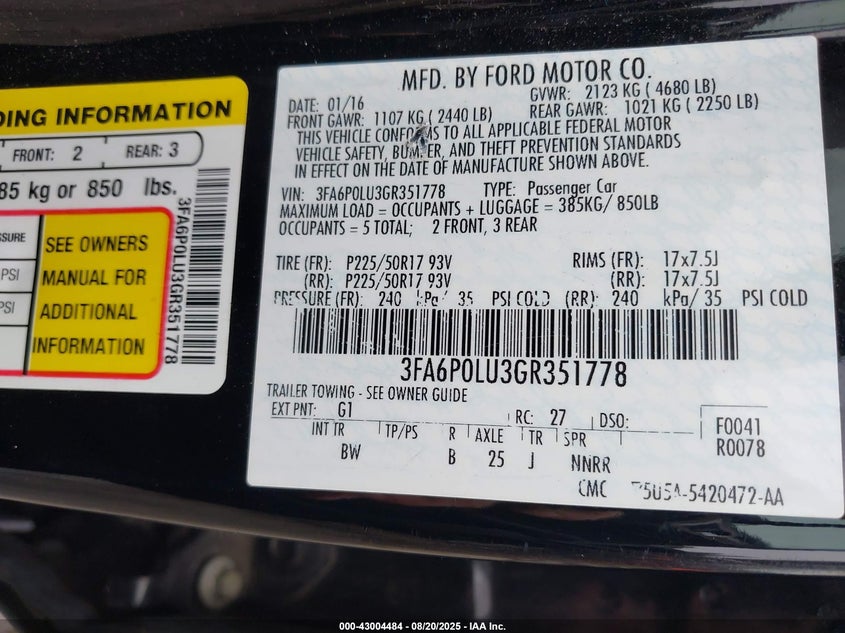 DING INFORMATION
FRONT: 2 REAR: 3
85 kg or 850 lbs.
SSURE
PSI
PSI
SEE OWNERS
MANUAL FOR
ADDITIONAL
INFORMATION
3FA6P0LU3GR351778
MFD. BY FORD MOTOR CO.
DATE: 01/16 GVWR: 2123 KG ( 4680 LB)
FRONT GAWR: 1107 KG ( 2440 LB) REAR GAWR: 1021 KG ( 2250 LB)
THIS VEHICLE CONFORMS TO ALL APPLICABLE FEDERAL MOTOR
VEHICLE SAFETY, BUMPER, AND THEFT PREVENTION STANDARDS
IN EFFECT ON THE DATE OF MANUFACTURE SHOWN ABOVE.
VIN: 3FA6P0LU3GR351778 TYPE: Passenger Car
MAXIMUM LOAD = OCCUPANTS + LUGGAGE = 385KG/ 850LB
OCCUPANTS = 5 TOTAL; 2 FRONT, 3 REAR
TIRE (FR): P225/50R17 93V RIMS (FR): 17x7.5J
(RR): P225/50R17 93V (RR): 17x7.5J
PRESSURE (FR): 240 kPa/ 35 PSI COLD (RR): 240 kPa/ 35 PSI COLD
3FA6P0LU3GR351778
TRAILER TOWING - SEE OWNER GUIDE
EXT PNT: G1 RC: 27 DSO: F0041
INT TR TP/PS R AXLE TR SPR R0078
BW B 25 J NNRR
CMC 5U5A-5420472-AA
000-43004484 - 08/20/2025 - IAA Inc.